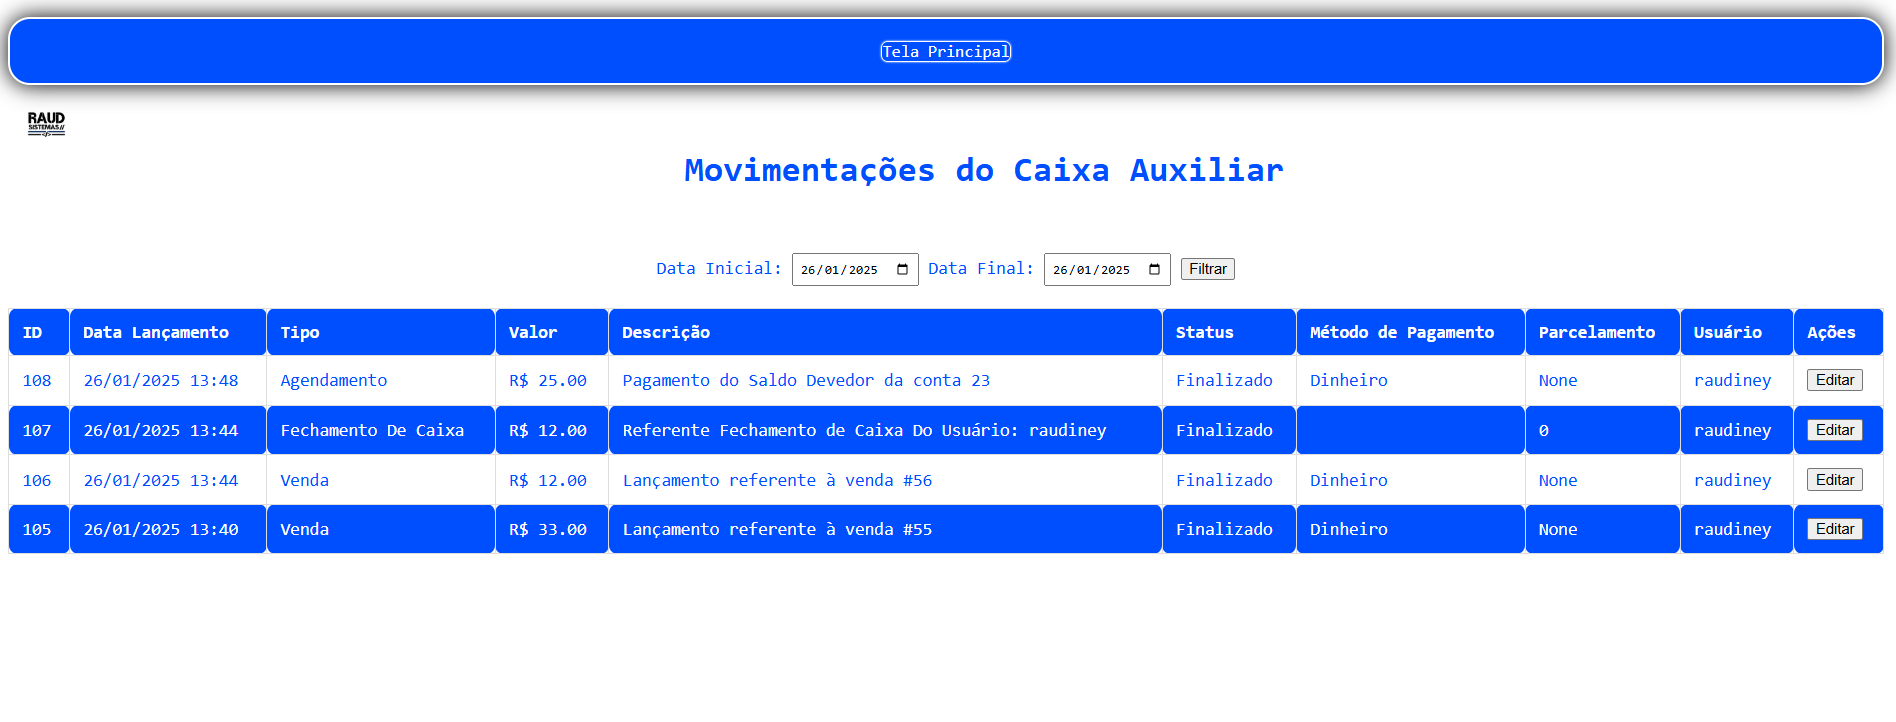 Tela Principal
RAUD
SISTEMAS//
</>
Movimentações do Caixa Auxiliar
Data Inicial: 26/01/2025 Data Final: 26/01/2025 Filtrar
ID Data Lançamento Tipo Valor Descrição Status Método de Pagamento Parcelamento Usuário Ações
108 26/01/2025 13:48 Agendamento R$ 25.00 Pagamento do Saldo Devedor da conta 23 Finalizado Dinheiro None raudiney Editar
107 26/01/2025 13:44 Fechamento De Caixa R$ 12.00 Referente Fechamento de Caixa Do Usuário: raudiney Finalizado 0 raudiney Editar
106 26/01/2025 13:44 Venda R$ 12.00 Lançamento referente à venda #56 Finalizado Dinheiro None raudiney Editar
105 26/01/2025 13:40 Venda R$ 33.00 Lançamento referente à venda #55 Finalizado Dinheiro None raudiney Editar